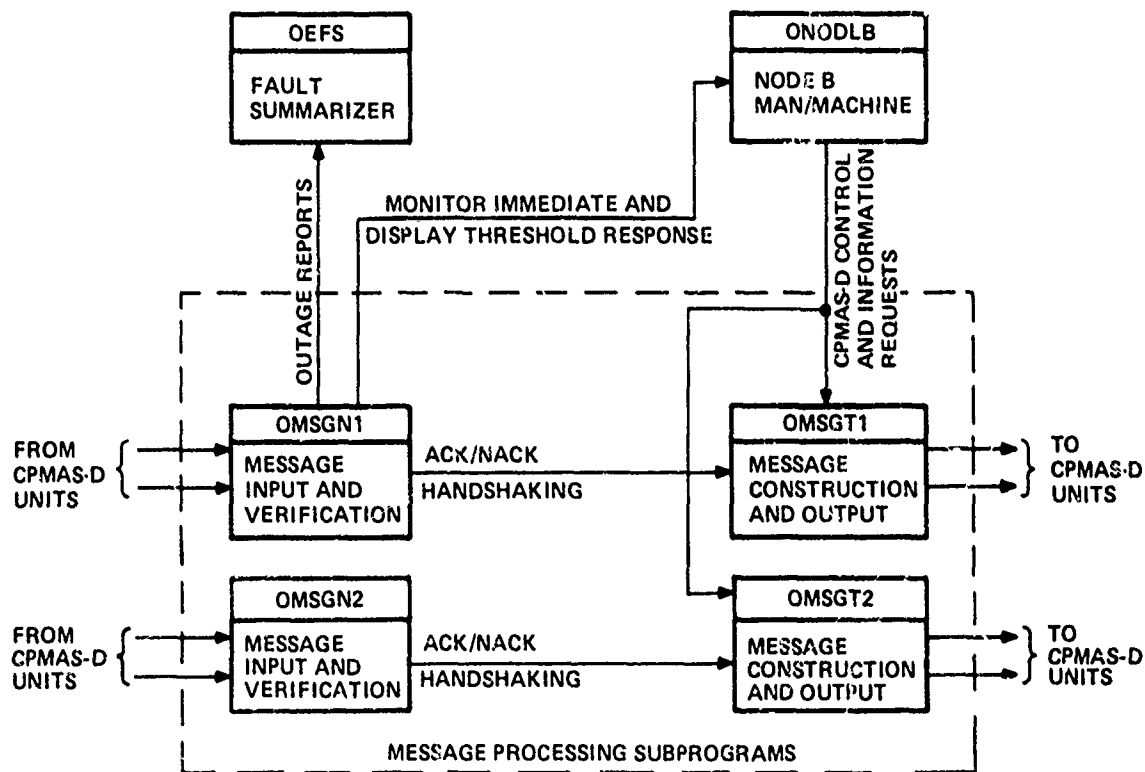 OEFS
FAULT
SUMMARIZER
ONODLB
NODE B
MAN/MACHINE
OUTAGE REPORTS
MONITOR IMMEDIATE AND
DISPLAY THRESHOLD RESPONSE
CPMAS-D CONTROL
AND INFORMATION
REQUESTS
FROM
CPMAS-D
UNITS
OMSGN1
MESSAGE
INPUT AND
VERIFICATION
ACK/NACK
HANDSHAKING
OMSGT1
MESSAGE
CONSTRUCTION
AND OUTPUT
TO
CPMAS-D
UNITS
FROM
CPMAS-D
UNITS
OMSGN2
MESSAGE
INPUT AND
VERIFICATION
ACK/NACK
HANDSHAKING
OMSGT2
MESSAGE
CONSTRUCTION
AND OUTPUT
TO
CPMAS-D
UNITS
MESSAGE PROCESSING SUBPROGRAMS